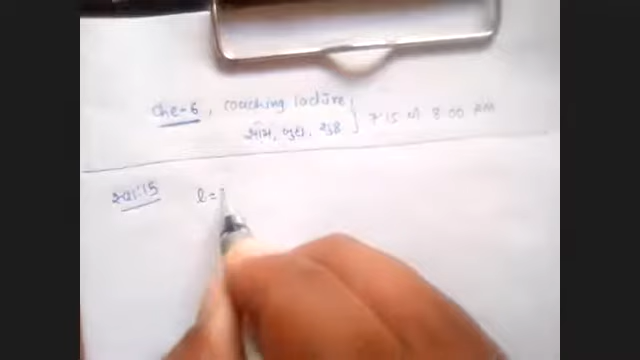 Che-6, coaching lecture,
સોમ, બુધ, શુક્ર } 7:15 થી 8:00 AM
સ્વા:15 l=